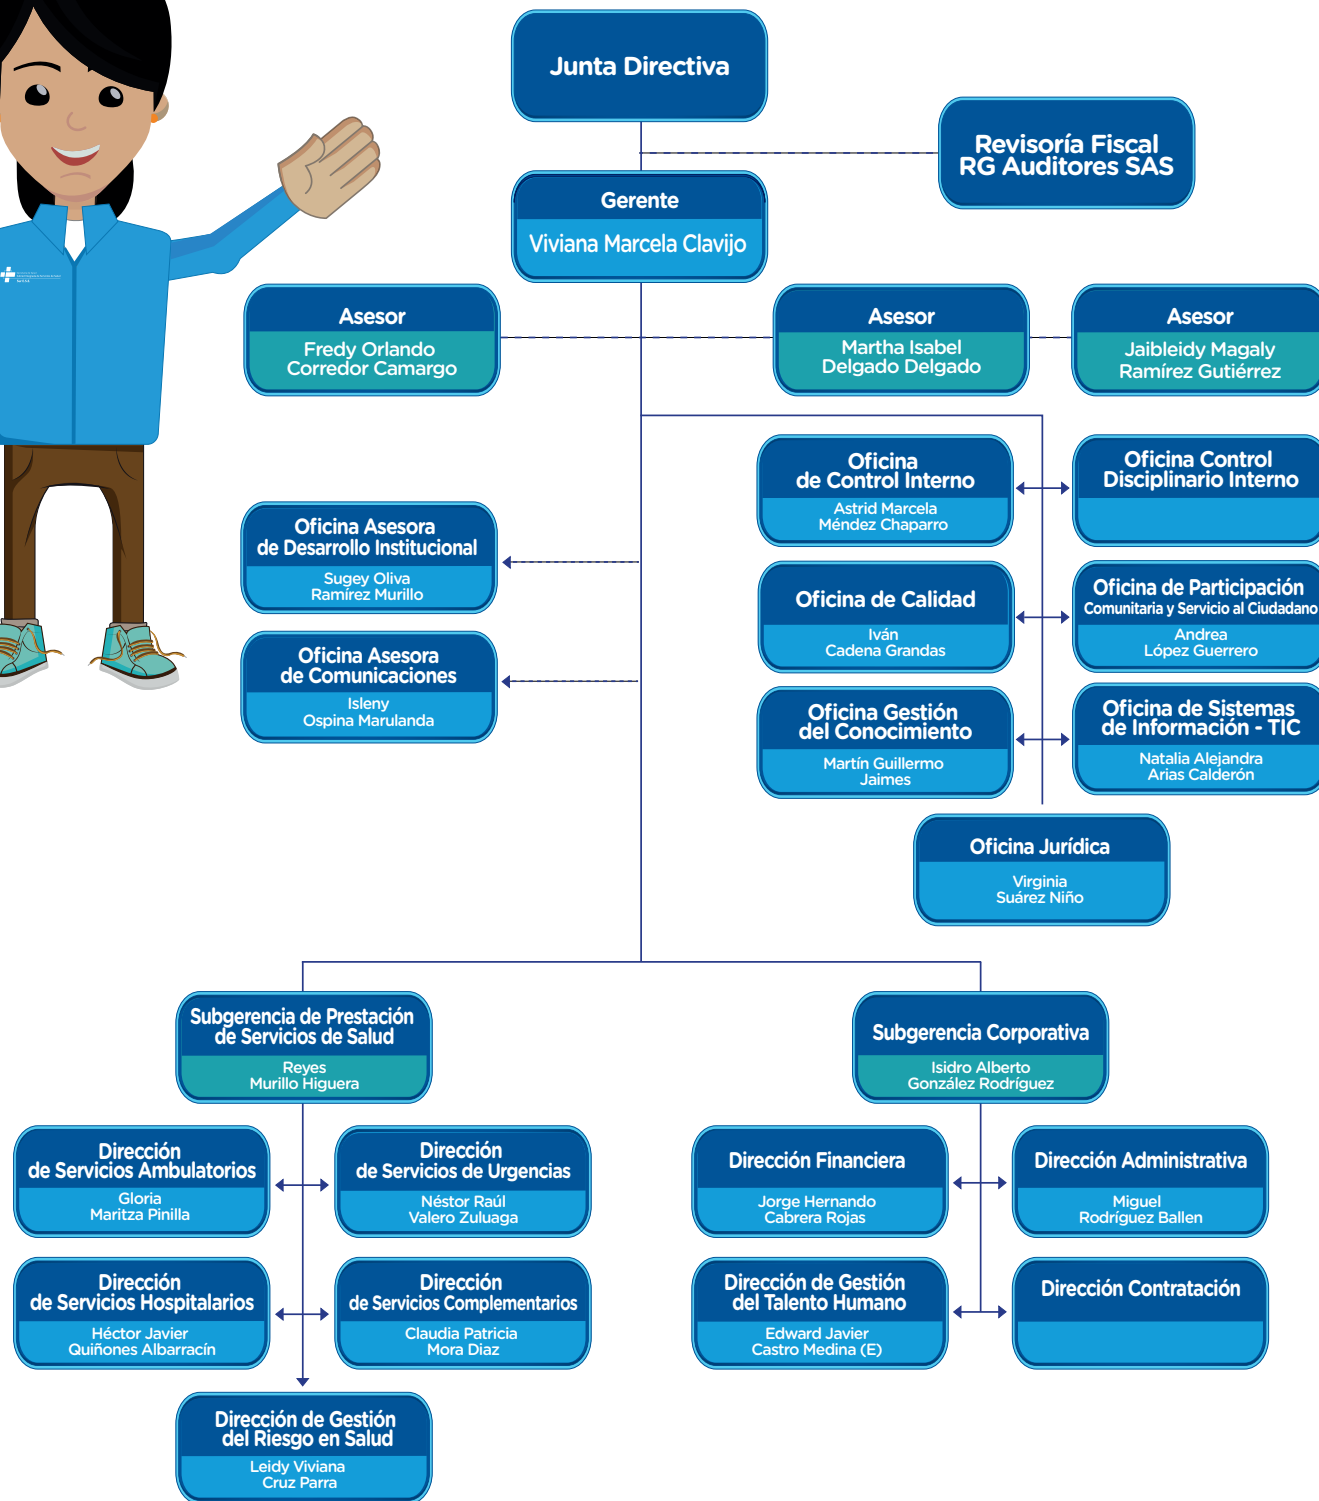 Junta Directiva
Revisoría Fiscal
RG Auditores SAS
Gerente
Viviana Marcela Clavijo
Asesor
Fredy Orlando
Corredor Camargo
Asesor
Martha Isabel
Delgado Delgado
Asesor
Jaibleidy Magaly
Ramírez Gutiérrez
Oficina
de Control Interno
Astrid Marcela
Méndez Chaparro
Oficina Control
Disciplinario Interno
Oficina Asesora
de Desarrollo Institucional
Sugey Oliva
Ramírez Murillo
Oficina de Calidad
Iván
Cadena Grandas
Oficina de Participación
Comunitaria y Servicio al Ciudadano
Andrea
López Guerrero
Oficina Asesora
de Comunicaciones
Isleny
Ospina Marulanda
Oficina Gestión
del Conocimiento
Martín Guillermo
Jaimes
Oficina de Sistemas
de Información - TIC
Natalia Alejandra
Arias Calderón
Oficina Jurídica
Virginia
Suárez Niño
Subgerencia de Prestación
de Servicios de Salud
Reyes
Murillo Higuera
Subgerencia Corporativa
Isidro Alberto
González Rodríguez
Dirección
de Servicios Ambulatorios
Gloria
Maritza Pinilla
Dirección
de Servicios de Urgencias
Néstor Raúl
Valero Zuluaga
Dirección Financiera
Jorge Hernando
Cabrera Rojas
Dirección Administrativa
Miguel
Rodríguez Ballen
Dirección
de Servicios Hospitalarios
Héctor Javier
Quiñones Albarracín
Dirección
de Servicios Complementarios
Claudia Patricia
Mora Diaz
Dirección de Gestión
del Talento Humano
Edward Javier
Castro Medina (E)
Dirección Contratación
Dirección de Gestión
del Riesgo en Salud
Leidy Viviana
Cruz Parra